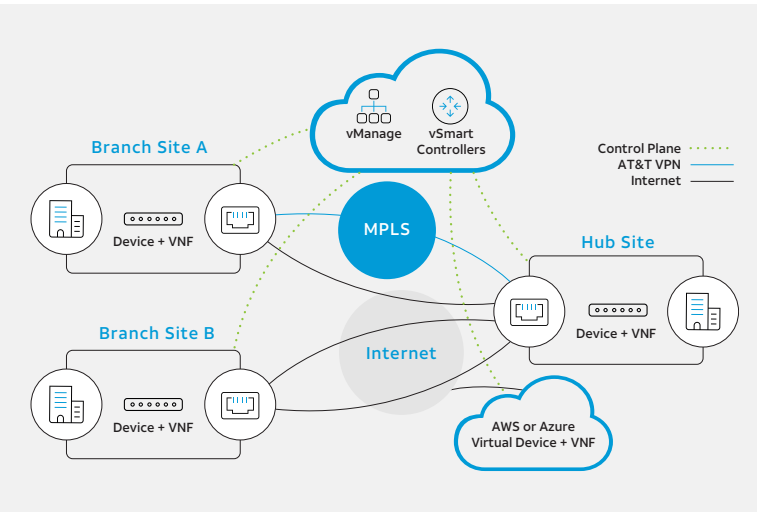 vManage
vSmart
Controllers
Branch Site A
Control Plane
AT&T VPN
Internet
MPLS
Device + VNF
Hub Site
Device + VNF
Branch Site B
Internet
Device + VNF
AWS or Azure
Virtual Device + VNF